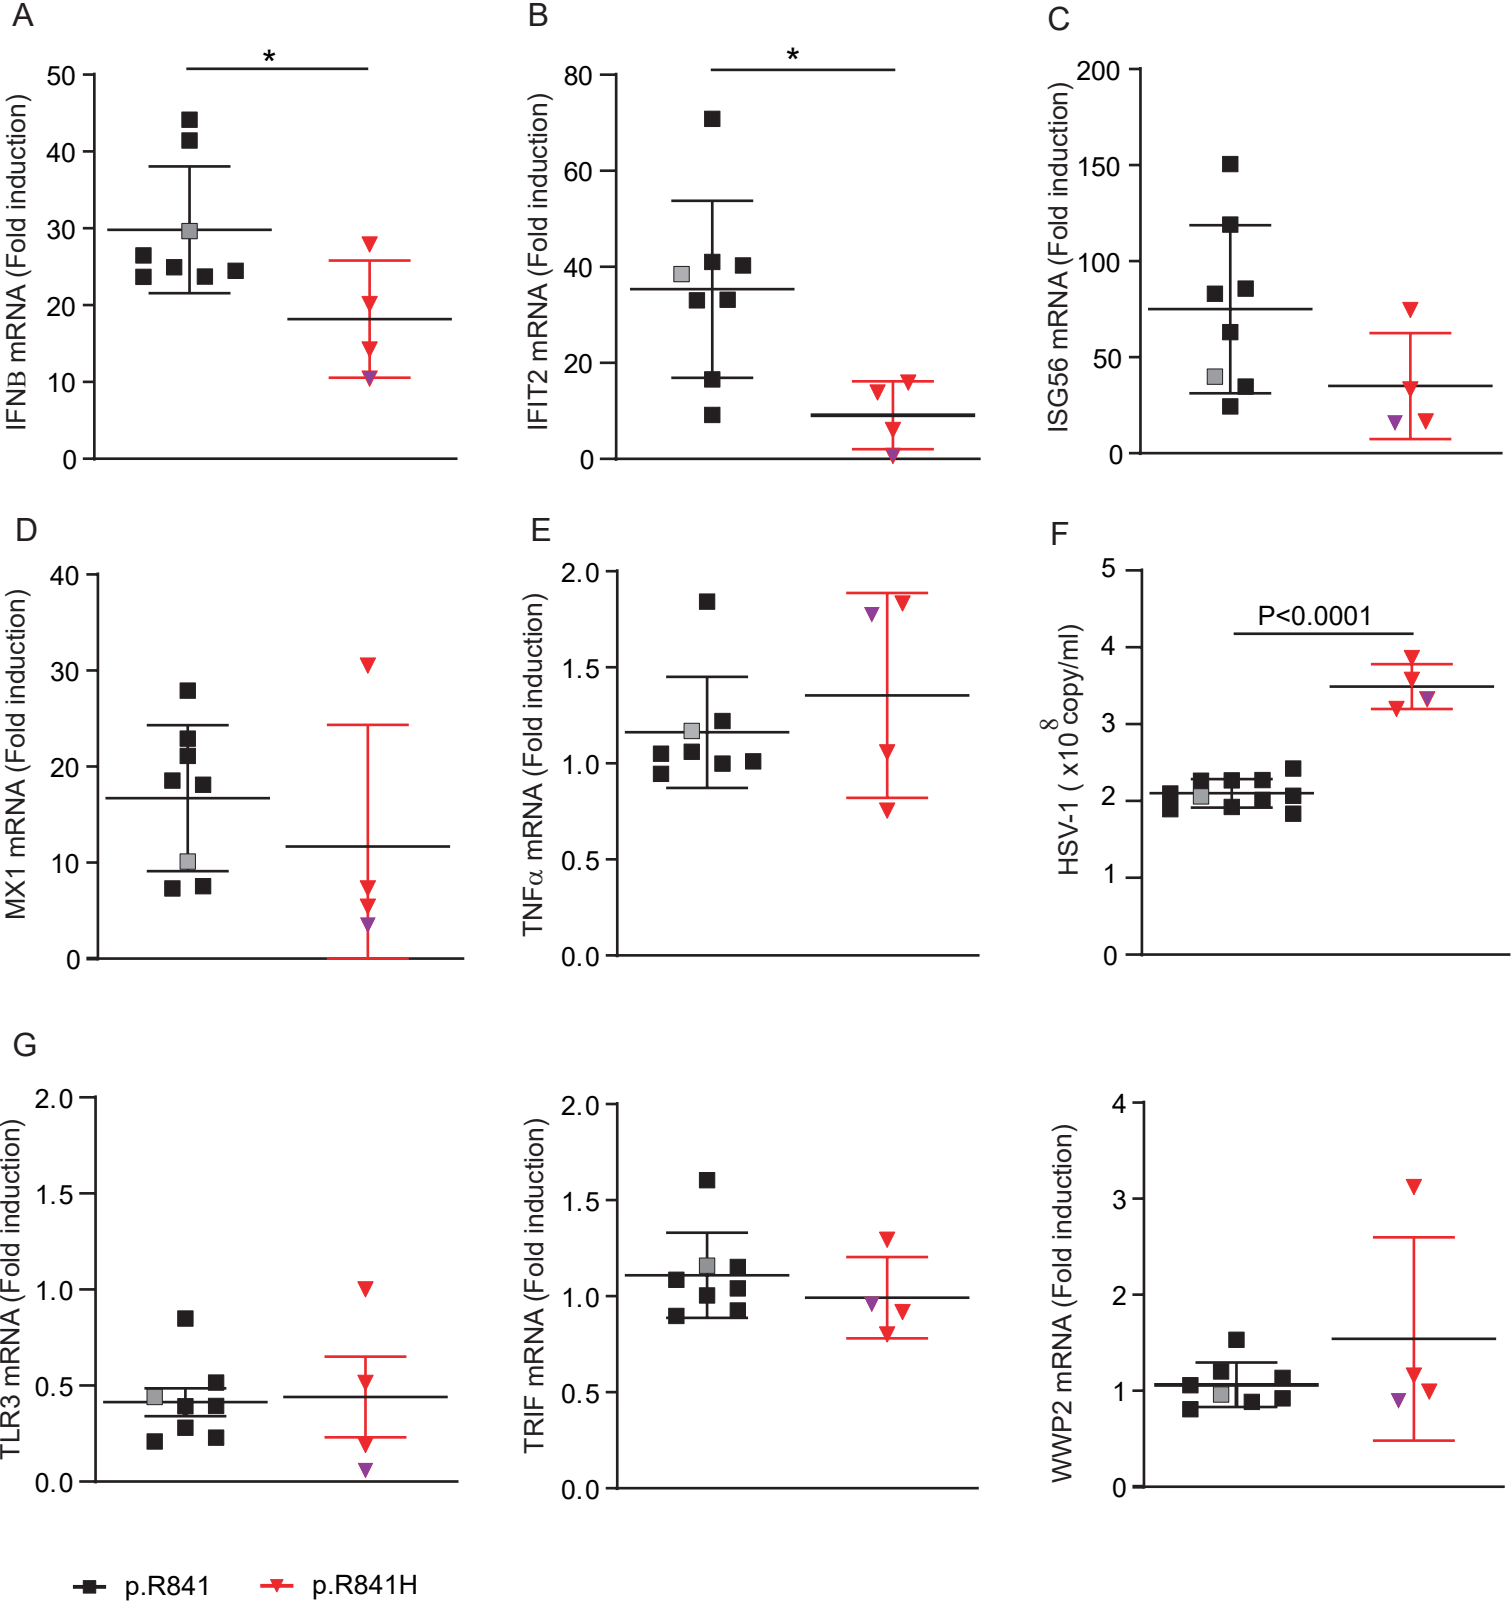 A
IFNB mRNA (Fold induction)
50
40
30
20
10
0
*
B
IFIT2 mRNA (Fold induction)
80
60
40
20
0
*
C
ISG56 mRNA (Fold induction)
200
150
100
50
0
D
MX1 mRNA (Fold induction)
40
30
20
10
0
E
TNFα mRNA (Fold induction)
2.0
1.5
1.0
0.5
0.0
F
HSV-1 ( x10⁸ copy/ml)
5
4
3
2
1
0
P<0.0001
G
TLR3 mRNA (Fold induction)
2.0
1.5
1.0
0.5
0.0
TRIF mRNA (Fold induction)
2.0
1.5
1.0
0.5
0.0
WWP2 mRNA (Fold induction)
4
3
2
1
0
p.R841
p.R841H